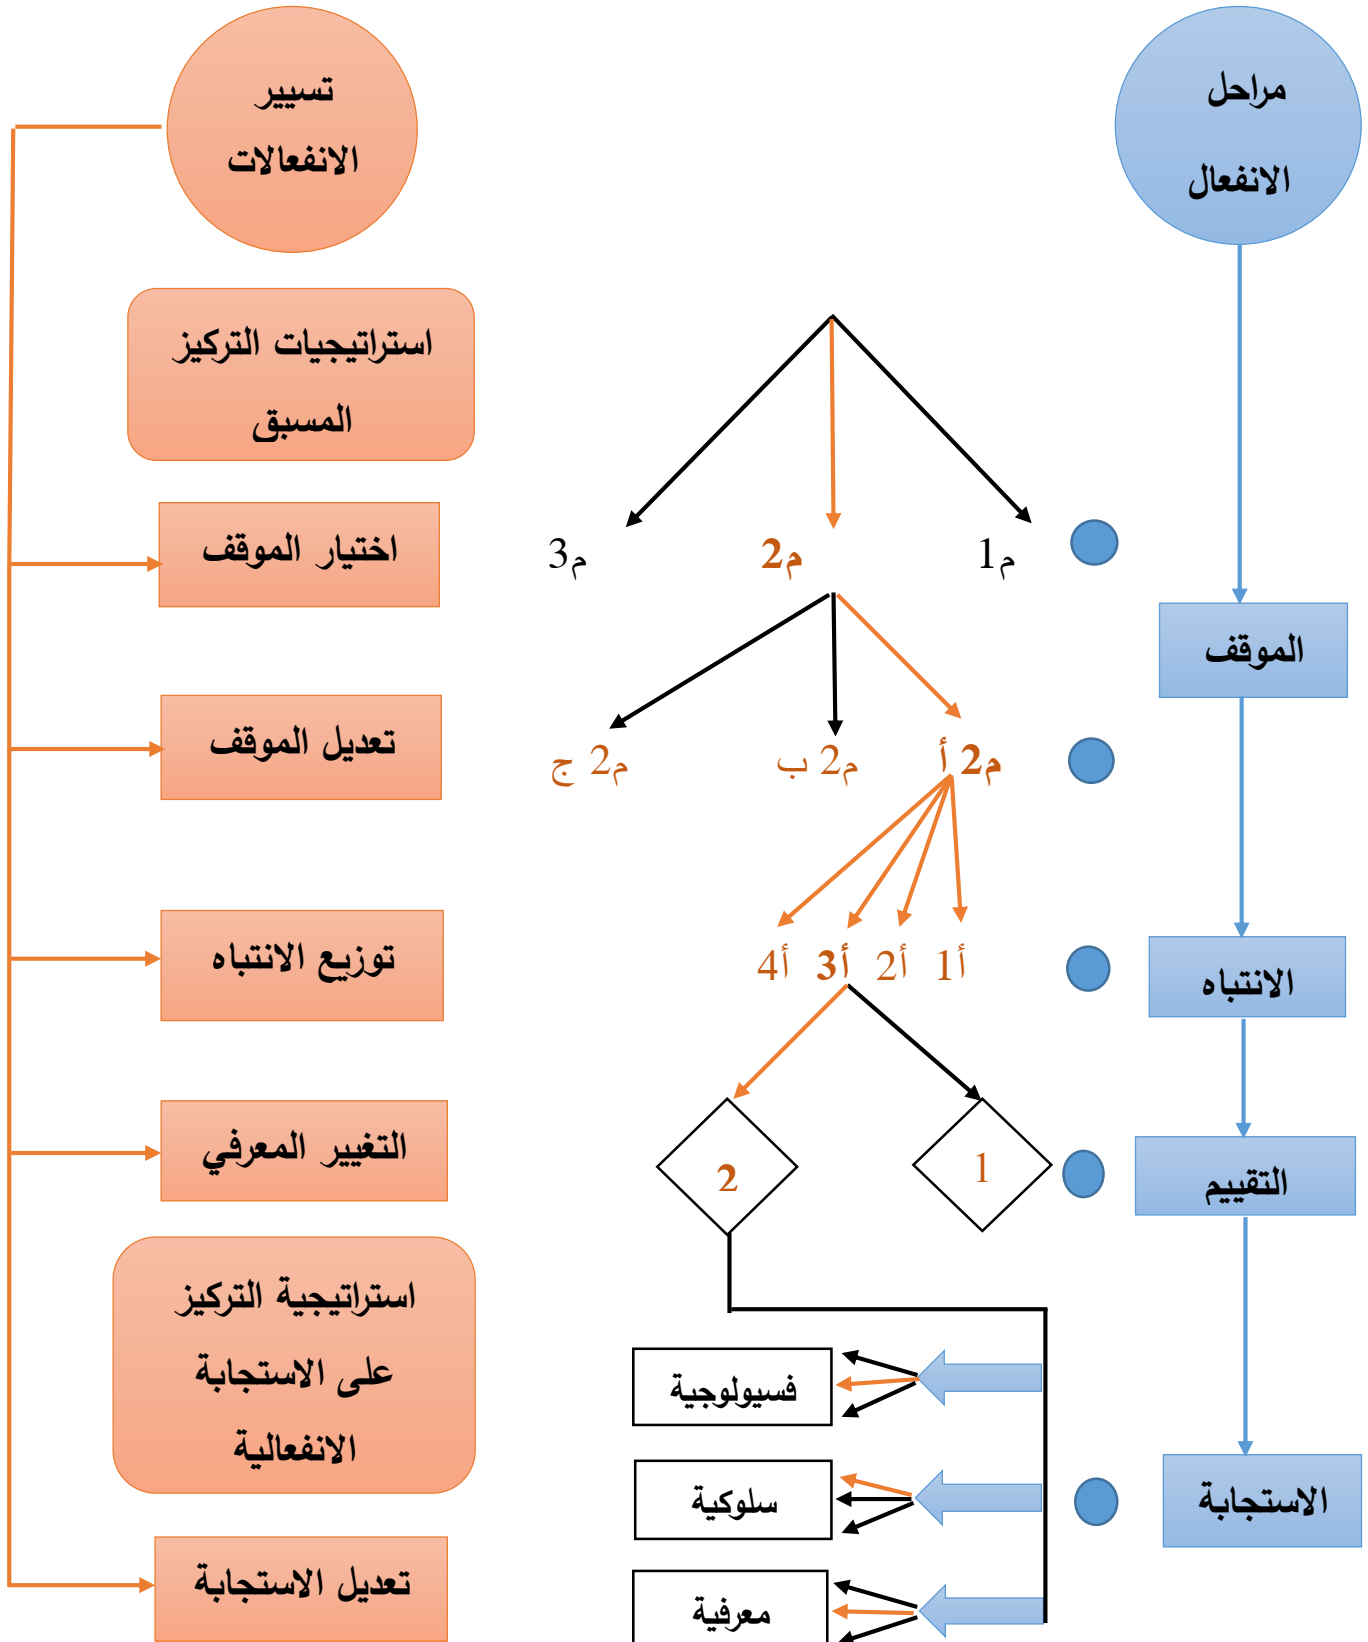 مراحل
الانفعال
تسيير
الانفعالات
استراتيجيات التركيز
المسبق
م1
م2
م3
اختيار الموقف
الموقف
م2 أ
م2 ب
م2 ج
تعديل الموقف
الانتباه
أ1
أ2
أ3
أ4
توزيع الانتباه
التقييم
1
2
التغيير المعرفي
استراتيجية التركيز
على الاستجابة
الانفعالية
فسيولوجية
الاستجابة
سلوكية
معرفية
تعديل الاستجابة